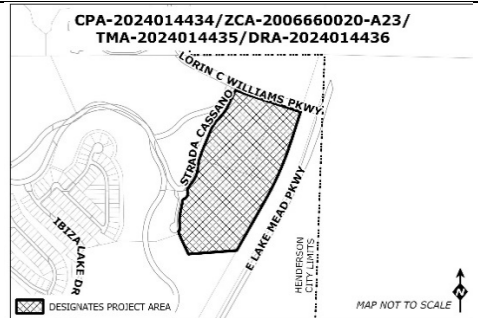 CPA-2024014434/ZCA-2006660020-A23/
TMA-2024014435/DRA-2024014436
LORIN C WILLIAMS PKWY
STRADA CASSANO
E LAKE MEAD PKWY
IBIZA LAKE DR
HENDERSON
CITY LIMITS
DESIGNATES PROJECT AREA
MAP NOT TO SCALE
N